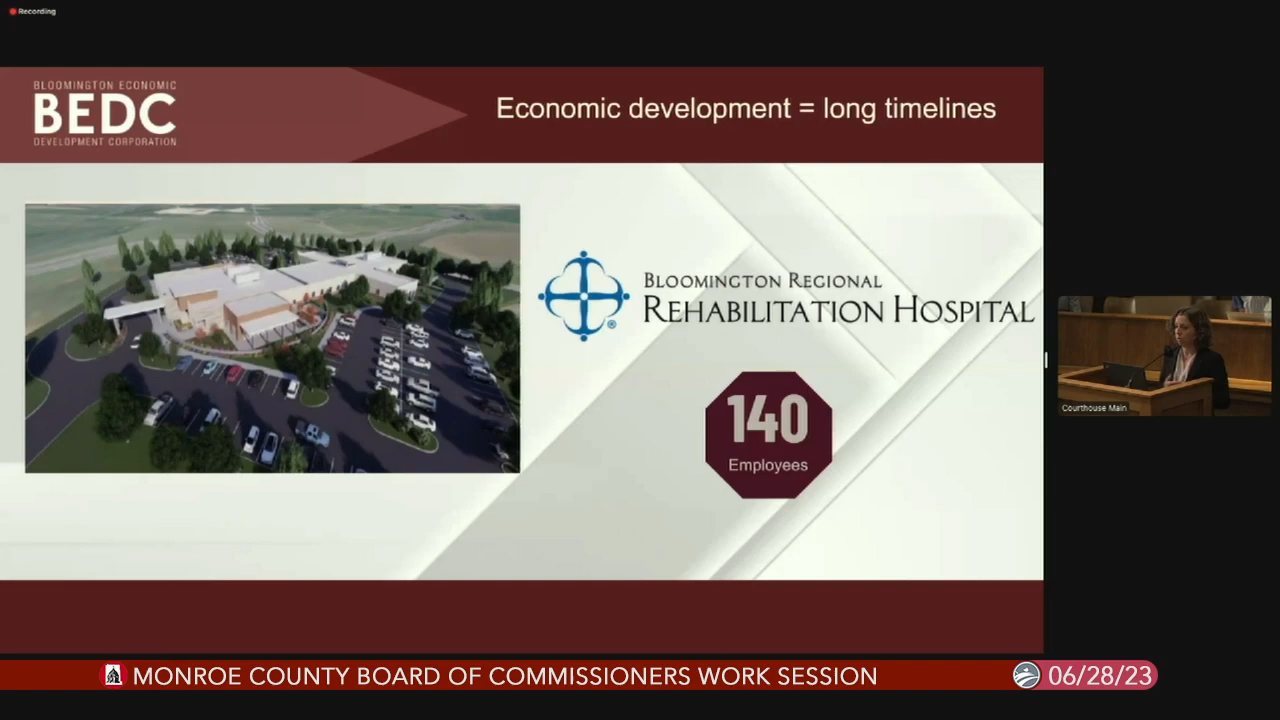 Recording
BLOOMINGTON ECONOMIC
BEDC
DEVELOPMENT CORPORATION
Economic development = long timelines
BLOOMINGTON REGIONAL
REHABILITATION HOSPITAL
®
140
Employees
Courthouse Main
MONROE COUNTY BOARD OF COMMISSIONERS WORK SESSION
06/28/23